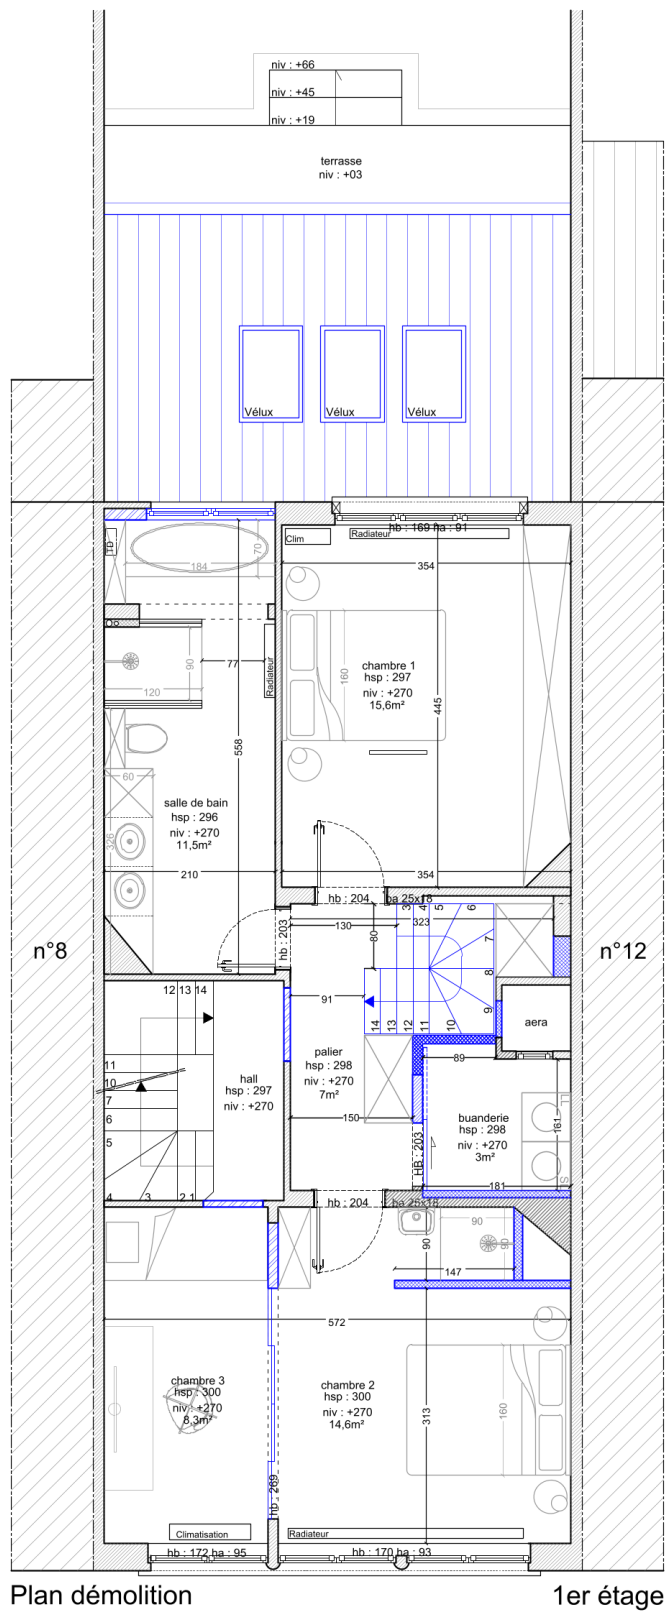 niv : +66
niv : +45
niv : +19
terrasse
niv : +03
Vélux
Vélux
Vélux
hb : 169 ha : 91
Clim
Radiateur
TD
70
184
354
90
77
Radiateur
120
160
chambre 1
hsp : 297
niv : +270
15,6m²
445
558
60
326
salle de bain
hsp : 296
niv : +270
11,5m²
210
354
hb : 204
ba 25x18
hb : 203
130
323
80
3
4
5
6
7
8
9
10
11
12
13
14
n°8
n°12
91
aera
12 13 14
11
10
7
6
5
4
3
2 1
hall
hsp : 297
niv : +270
palier
hsp : 298
niv : +270
7m²
89
150
buanderie
hsp : 298
niv : +270
3m²
161
LL
SL
HB : 203
181
hb : 204
ba 25x18
90
90
90
147
572
chambre 3
hsp : 300
niv : +270
8,3m²
chambre 2
hsp : 300
niv : +270
14,6m²
313
160
hb : 269
Climatisation
Radiateur
hb : 172 ha : 95
hb : 170 ha : 93
Plan démolition
1er étage